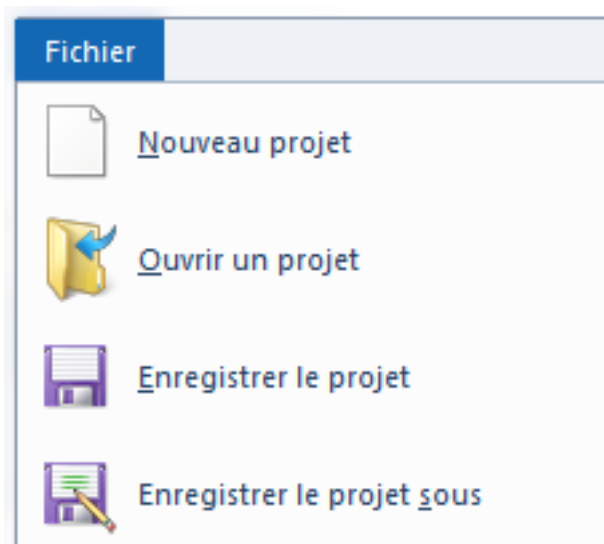 Fichier
Nouveau projet
Ouvrir un projet
Enregistrer le projet
Enregistrer le projet sous